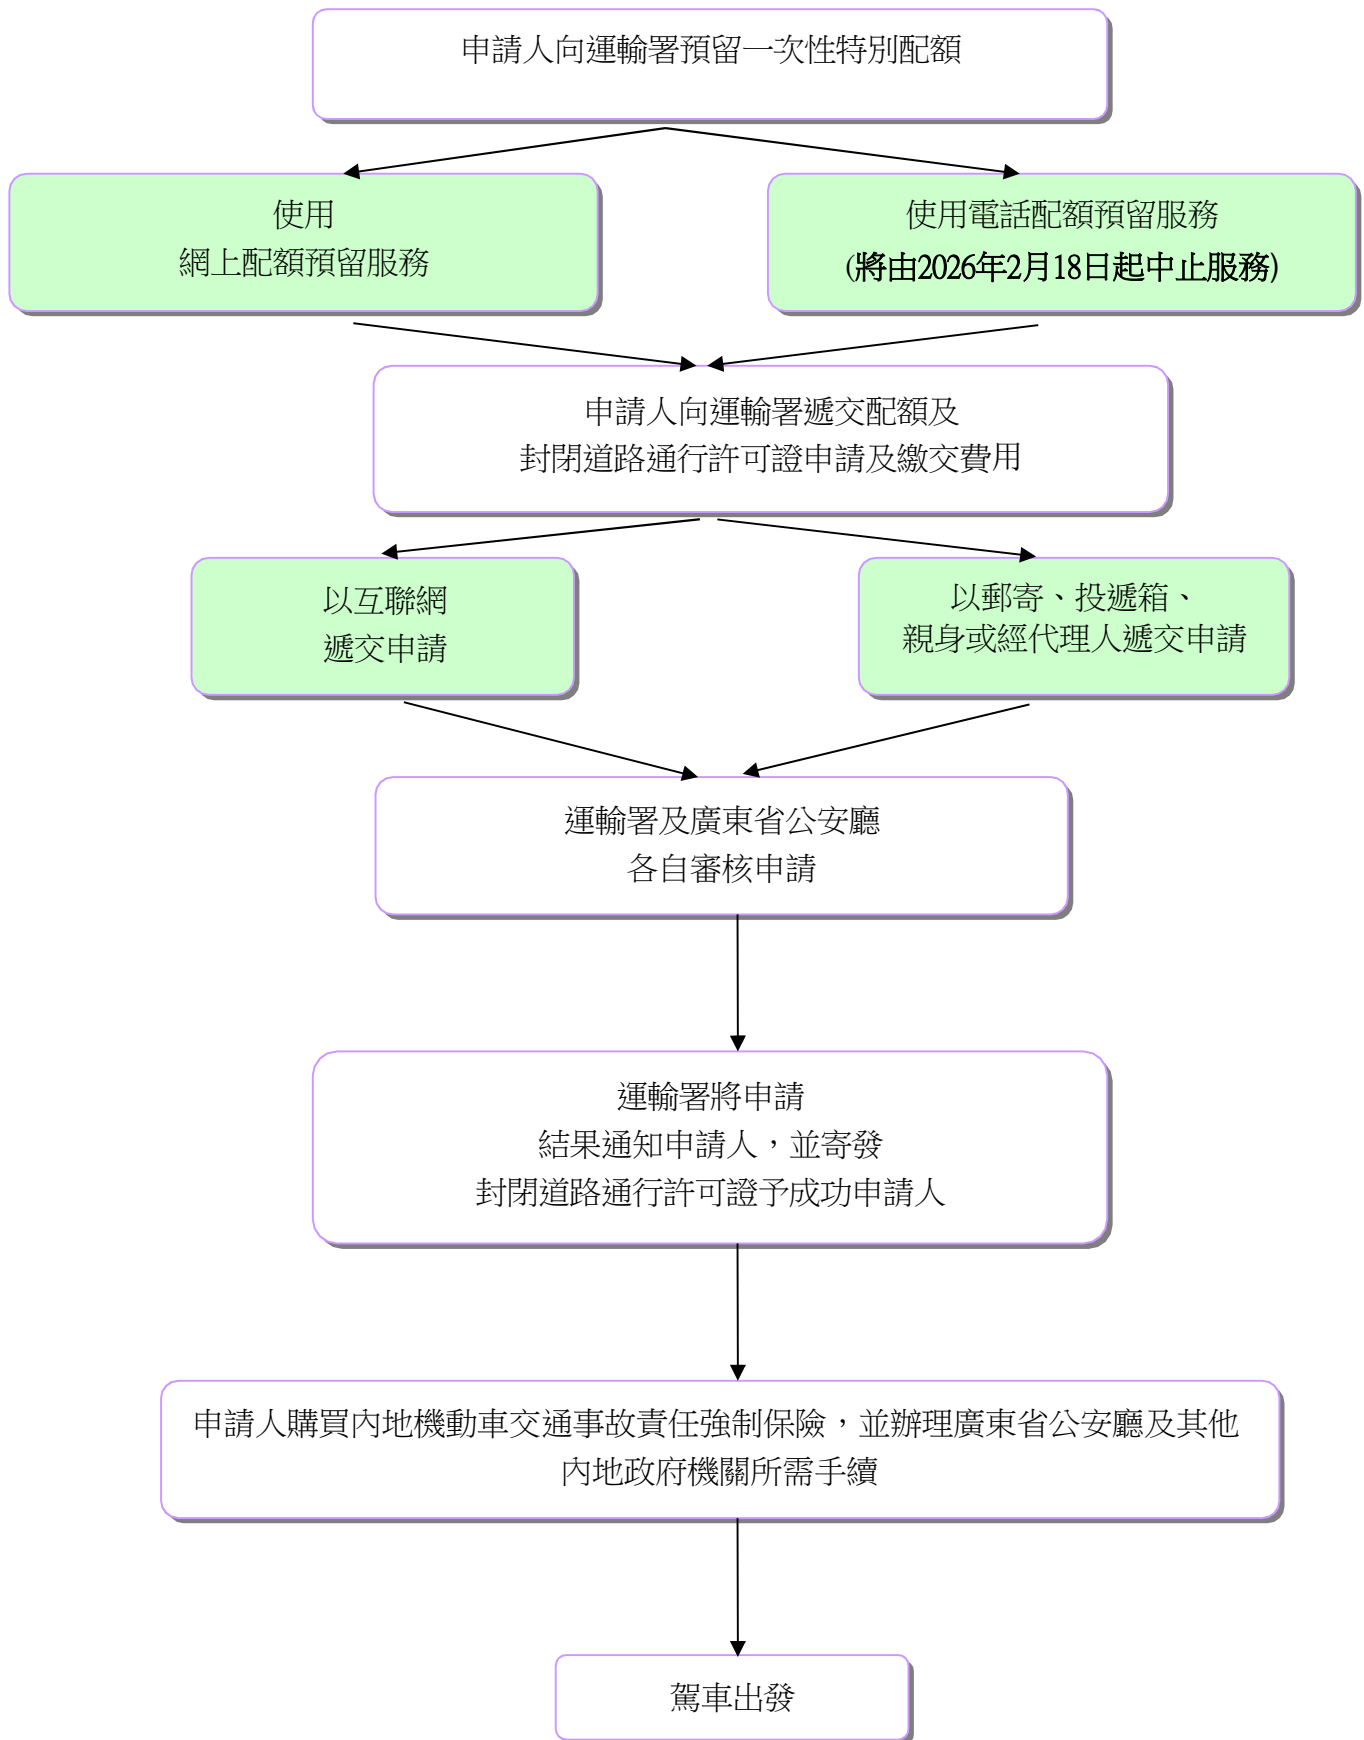 申請人向運輸署預留一次性特別配額
使用
網上配額預留服務
使用電話配額預留服務
(將由2026年2月18日起中止服務)
申請人向運輸署遞交配額及
封閉道路通行許可證申請及繳交費用
以互聯網
遞交申請
以郵寄、投遞箱、
親身或經代理人遞交申請
運輸署及廣東省公安廳
各自審核申請
運輸署將申請
結果通知申請人，並寄發
封閉道路通行許可證予成功申請人
申請人購買內地機動車交通事故責任強制保險，並辦理廣東省公安廳及其他
內地政府機關所需手續
駕車出發